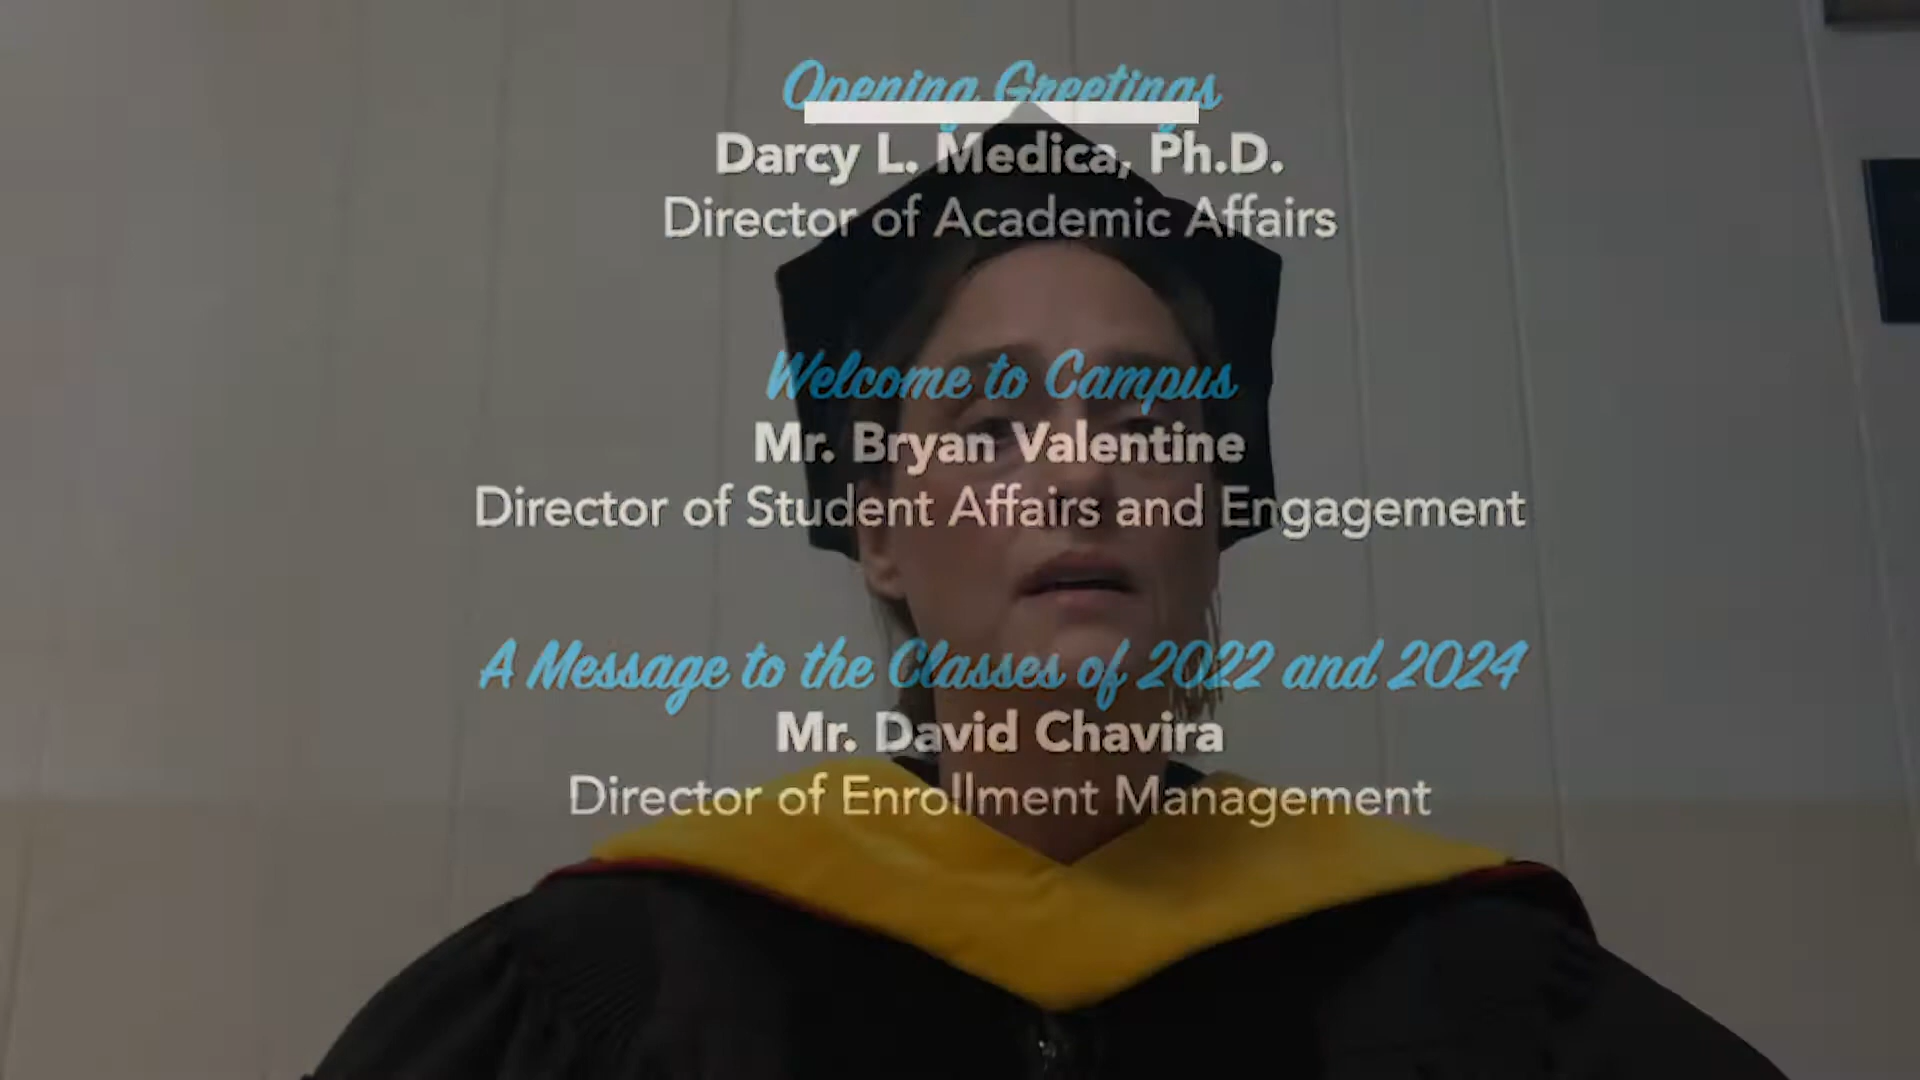 Opening Greetings
Darcy L. Medica, Ph.D.
Director of Academic Affairs
Welcome to Campus
Mr. Bryan Valentine
Director of Student Affairs and Engagement
A Message to the Classes of 2022 and 2024
Mr. David Chavira
Director of Enrollment Management